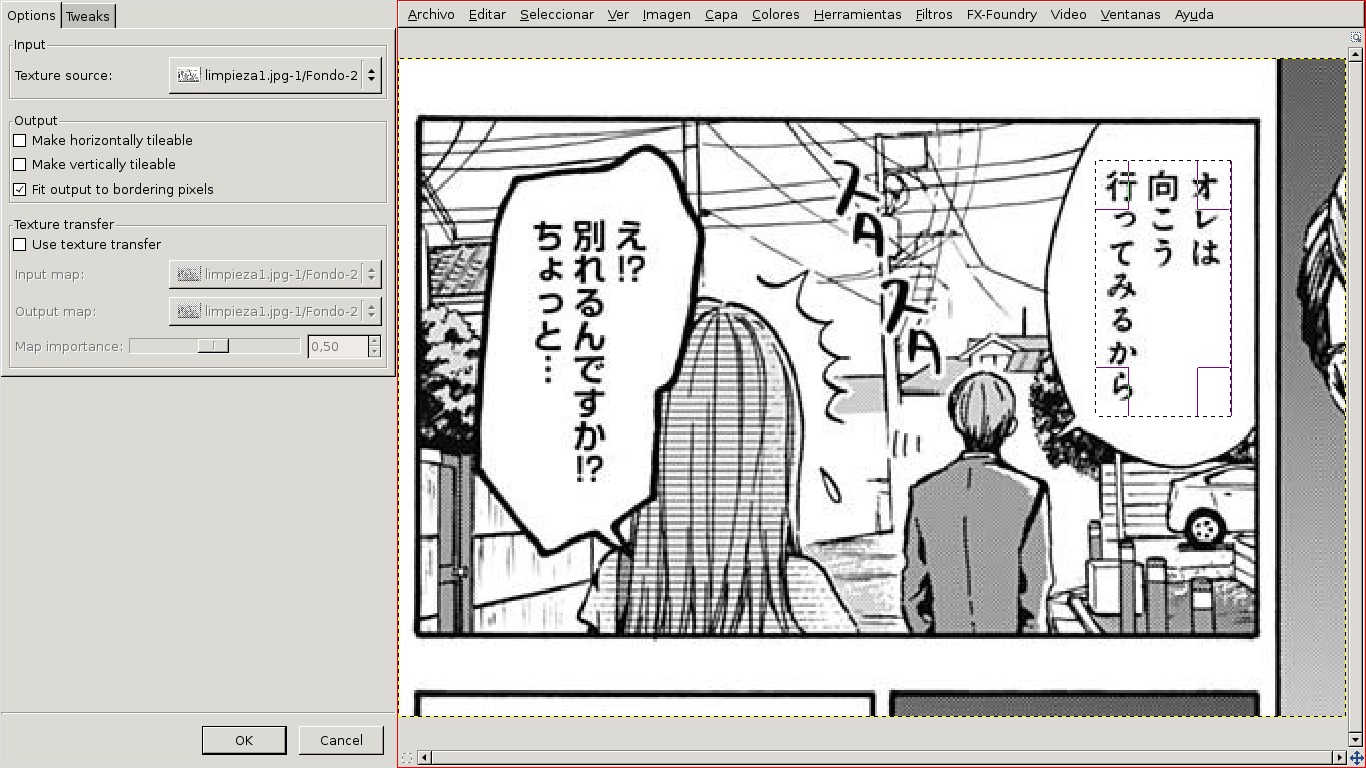 Options Tweaks
Input
Texture source: limpieza1.jpg-1/Fondo-2
Output
Make horizontally tileable
Make vertically tileable
Fit output to bordering pixels
Texture transfer
Use texture transfer
Input map: limpieza1.jpg-1/Fondo-2
Output map: limpieza1.jpg-1/Fondo-2
Map importance: 0,50
OK Cancel
Archivo Editar Seleccionar Ver Imagen Capa Colores Herramientas Filtros FX-Foundry Video Ventanas Ayuda
オレは
向こう
行ってみるから
スタ
スタ
え!?
別れるんですか!?
ちょっと…